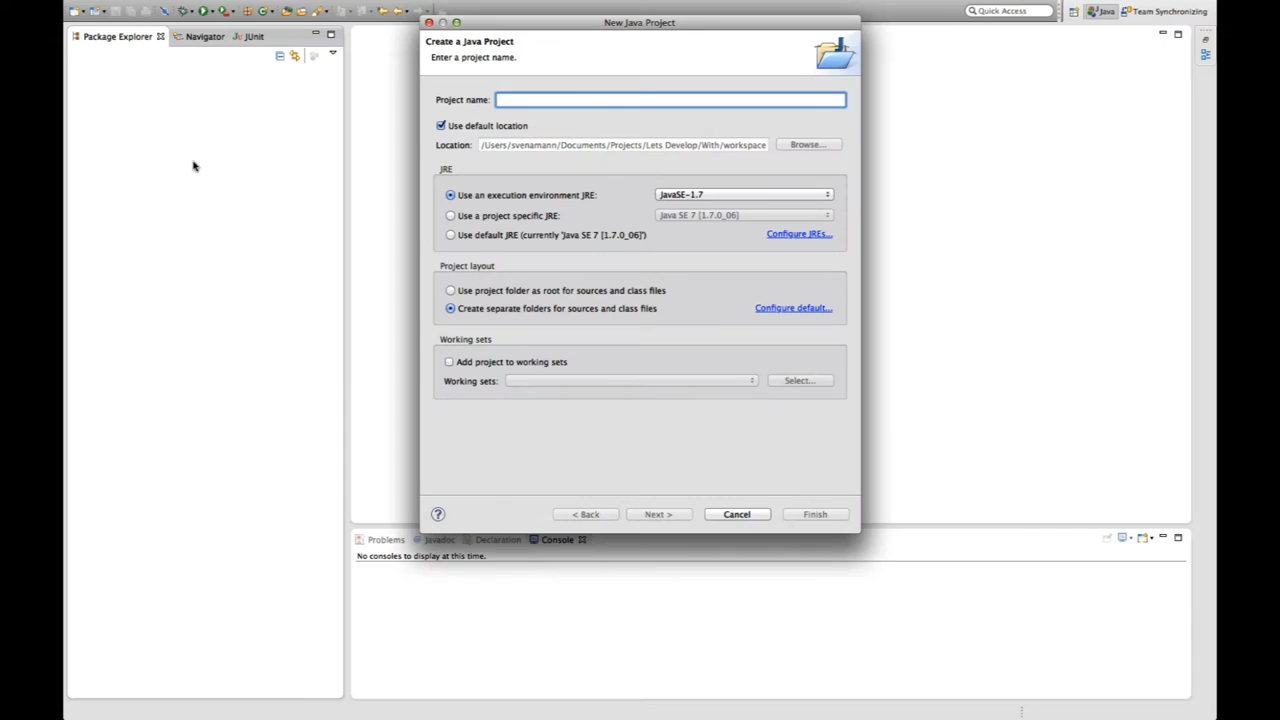 New Java Project
Quick Access
Java
Team Synchronizing
Package Explorer
Navigator
JUnit
Create a Java Project
Enter a project name.
Project name:
Use default location
Location: /Users/svenamann/Documents/Projects/Lets Develop/With/workspace Browse...
JRE
Use an execution environment JRE: JavaSE-1.7
Use a project specific JRE: Java SE 7 [1.7.0_06]
Use default JRE (currently 'Java SE 7 [1.7.0_06]') Configure JREs...
Project layout
Use project folder as root for sources and class files
Create separate folders for sources and class files Configure default...
Working sets
Add project to working sets
Working sets: Select...
? < Back Next > Cancel Finish
Problems @ Javadoc Declaration Console
No consoles to display at this time.